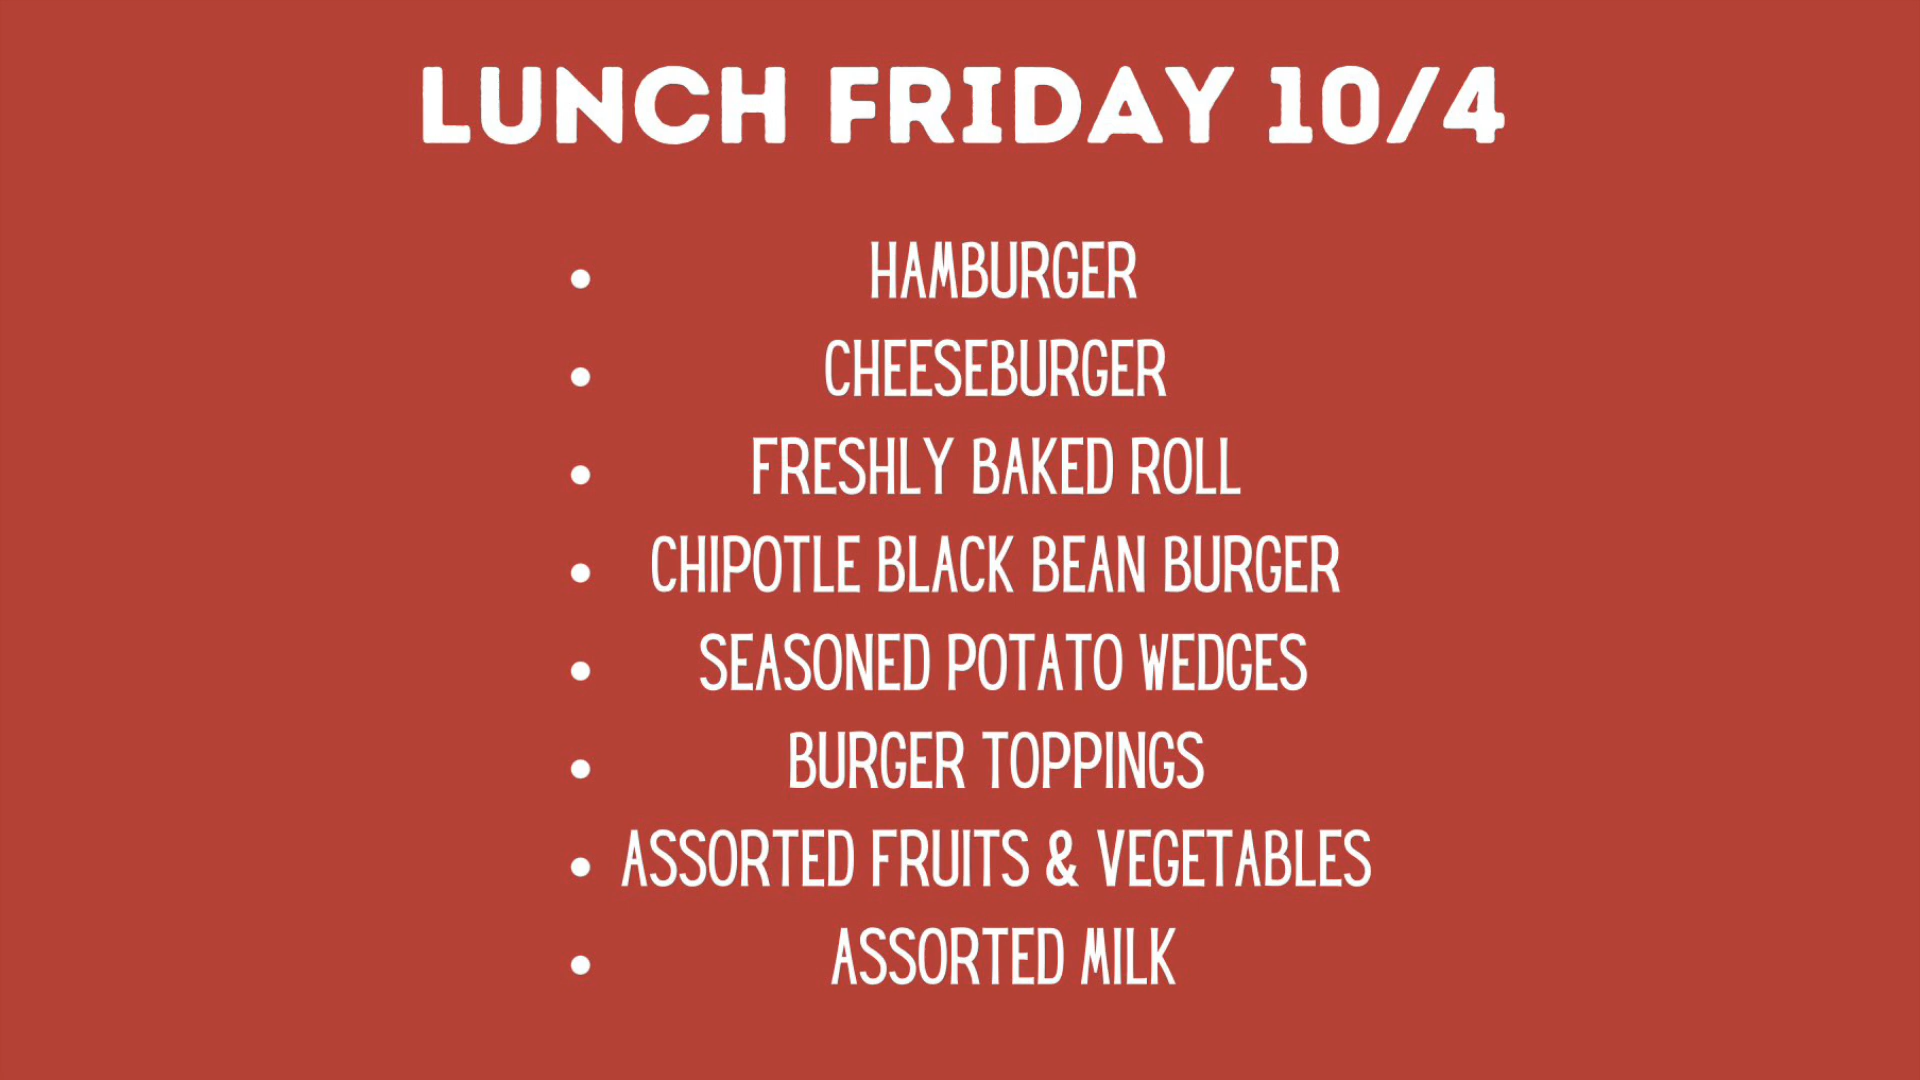 LUNCH FRIDAY 10/4
• HAMBURGER
• CHEESEBURGER
• FRESHLY BAKED ROLL
• CHIPOTLE BLACK BEAN BURGER
• SEASONED POTATO WEDGES
• BURGER TOPPINGS
• ASSORTED FRUITS & VEGETABLES
• ASSORTED MILK